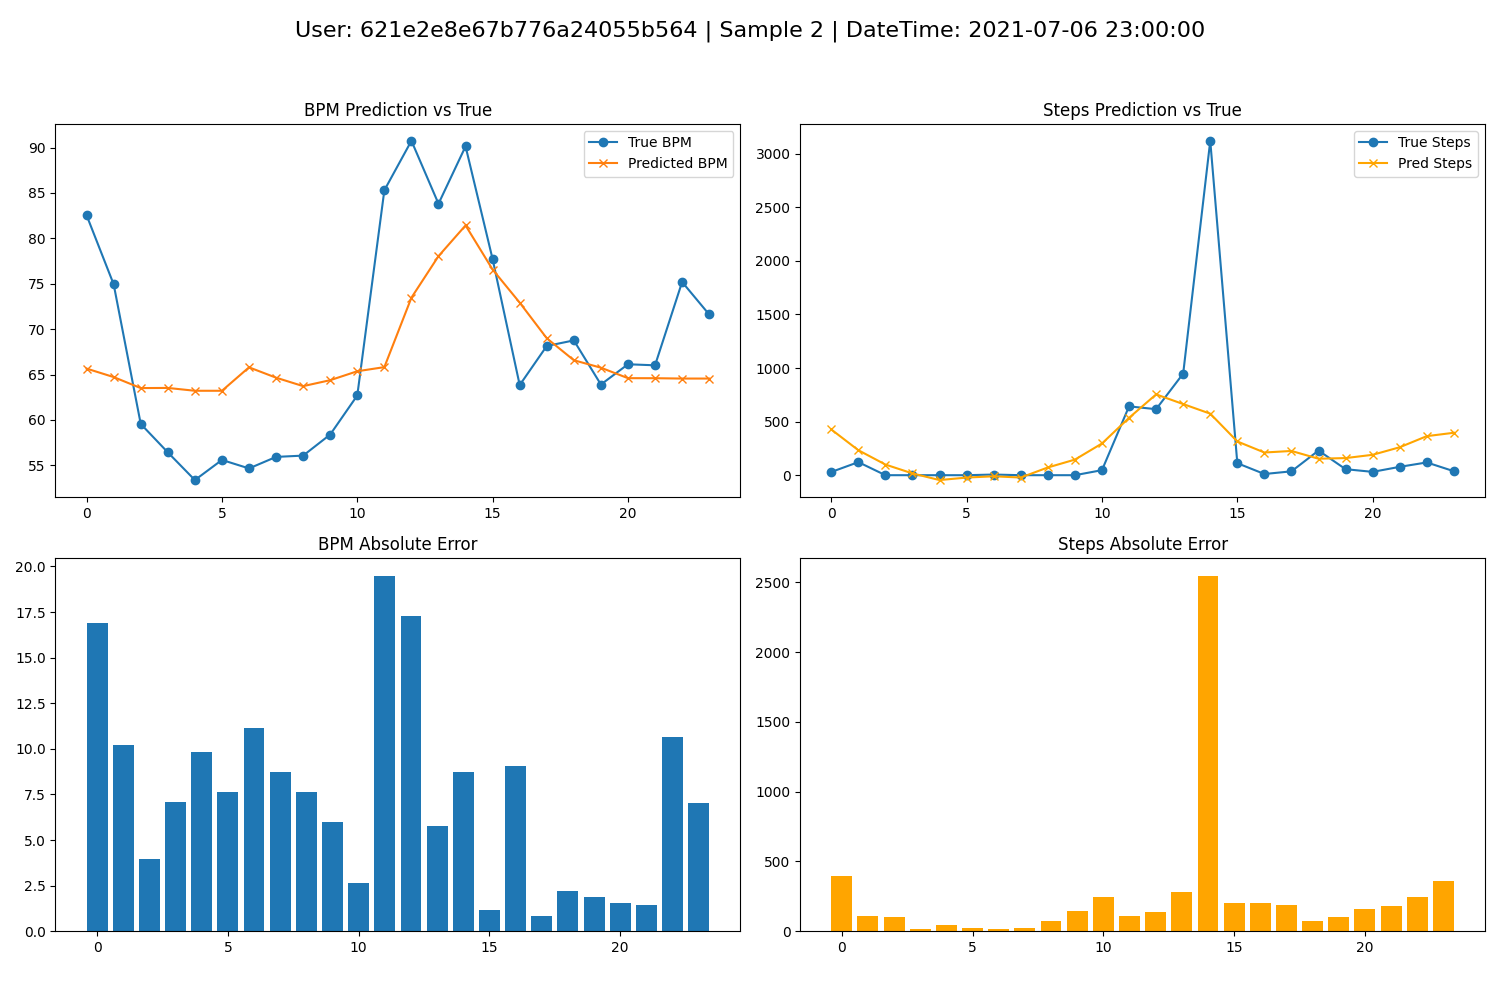 User: 621e2e8e67b776a24055b564 | Sample 2 | DateTime: 2021-07-06 23:00:00
BPM Prediction vs True
90
85
80
75
70
65
60
55
0 5 10 15 20
True BPM
Predicted BPM
Steps Prediction vs True
3000
2500
2000
1500
1000
500
0
0 5 10 15 20
True Steps
Pred Steps
BPM Absolute Error
20.0
17.5
15.0
12.5
10.0
7.5
5.0
2.5
0.0
0 5 10 15 20
Steps Absolute Error
2500
2000
1500
1000
500
0
0 5 10 15 20